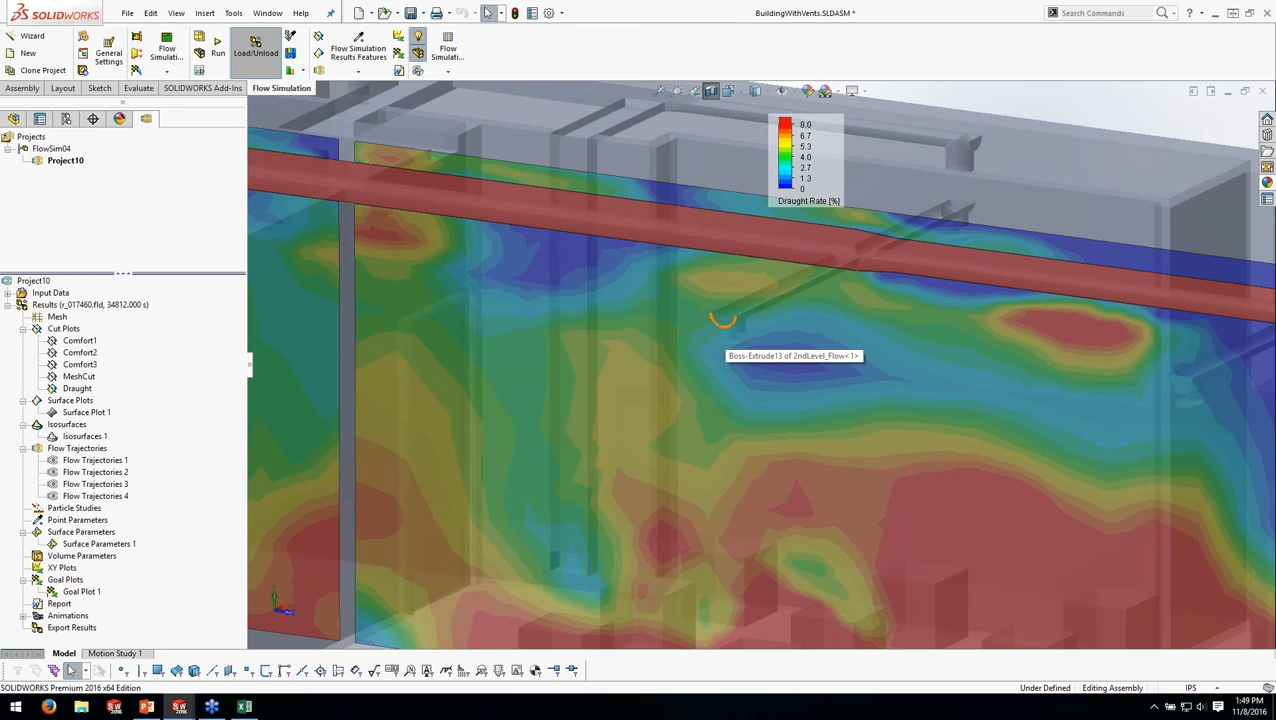 SOLIDWORKS
File
Edit
View
Insert
Tools
Window
Help
BuildingWithVents.SLDASM *
Search Commands
Wizard
New
Clone Project
General
Settings
Flow
Simulati...
Run
Load/Unload
Flow Simulation
Results Features
Flow
Simulati...
Assembly
Layout
Sketch
Evaluate
SOLIDWORKS Add-Ins
Flow Simulation
Projects
FlowSim04
Project10
8.0
6.7
5.3
4.0
2.7
1.3
0
Draught Rate [%]
Boss-Extrude13 of 2ndLevel_Flow<1>
Project10
Input Data
Results (r_017460.fld, 34812.000 s)
Mesh
Cut Plots
Comfort1
Comfort2
Comfort3
MeshCut
Draught
Surface Plots
Surface Plot 1
Isosurfaces
Isosurfaces 1
Flow Trajectories
Flow Trajectories 1
Flow Trajectories 2
Flow Trajectories 3
Flow Trajectories 4
Particle Studies
Point Parameters
Surface Parameters
Surface Parameters 1
Volume Parameters
XY Plots
Goal Plots
Goal Plot 1
Report
Animations
Export Results
Model
Motion Study 1
SOLIDWORKS Premium 2016 x64 Edition
Under Defined
Editing Assembly
IPS
1:49 PM
11/8/2016